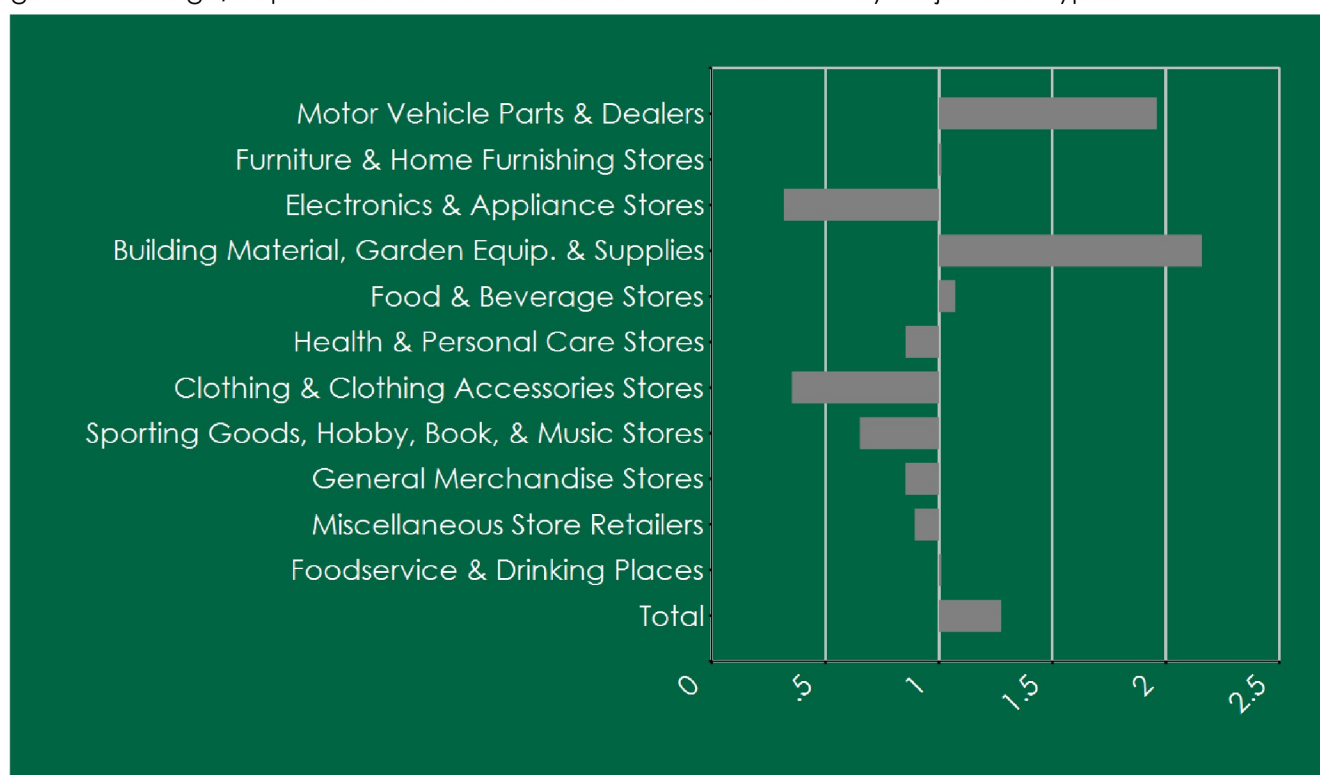 Motor Vehicle Parts & Dealers
Furniture & Home Furnishing Stores
Electronics & Appliance Stores
Building Material, Garden Equip. & Supplies
Food & Beverage Stores
Health & Personal Care Stores
Clothing & Clothing Accessories Stores
Sporting Goods, Hobby, Book, & Music Stores
General Merchandise Stores
Miscellaneous Store Retailers
Foodservice & Drinking Places
Total
0 .5 1 1.5 2 2.5